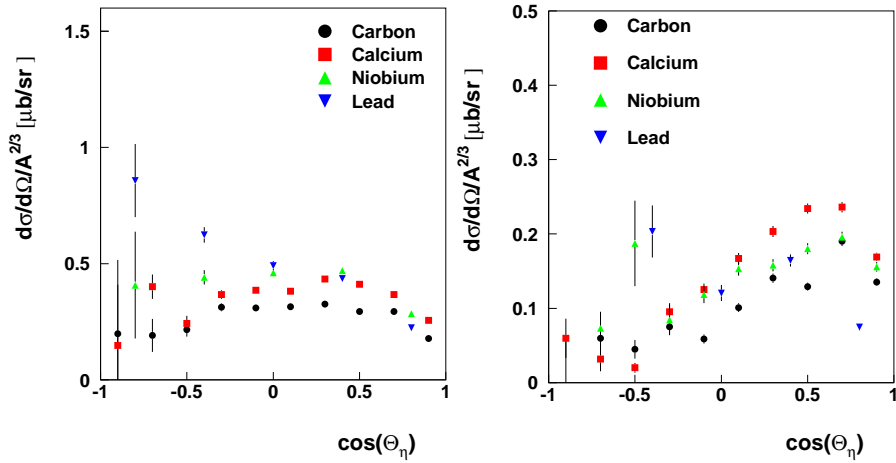 dσ/dΩ/A^2/3 [μb/sr ]
1.5
1
0.5
0
Carbon
Calcium
Niobium
Lead
-1 -0.5 0 0.5 1
cos(Θη)
dσ/dΩ/A^2/3 [μb/sr ]
0.5
0.4
0.3
0.2
0.1
0
Carbon
Calcium
Niobium
Lead
-1 -0.5 0 0.5 1
cos(Θη)